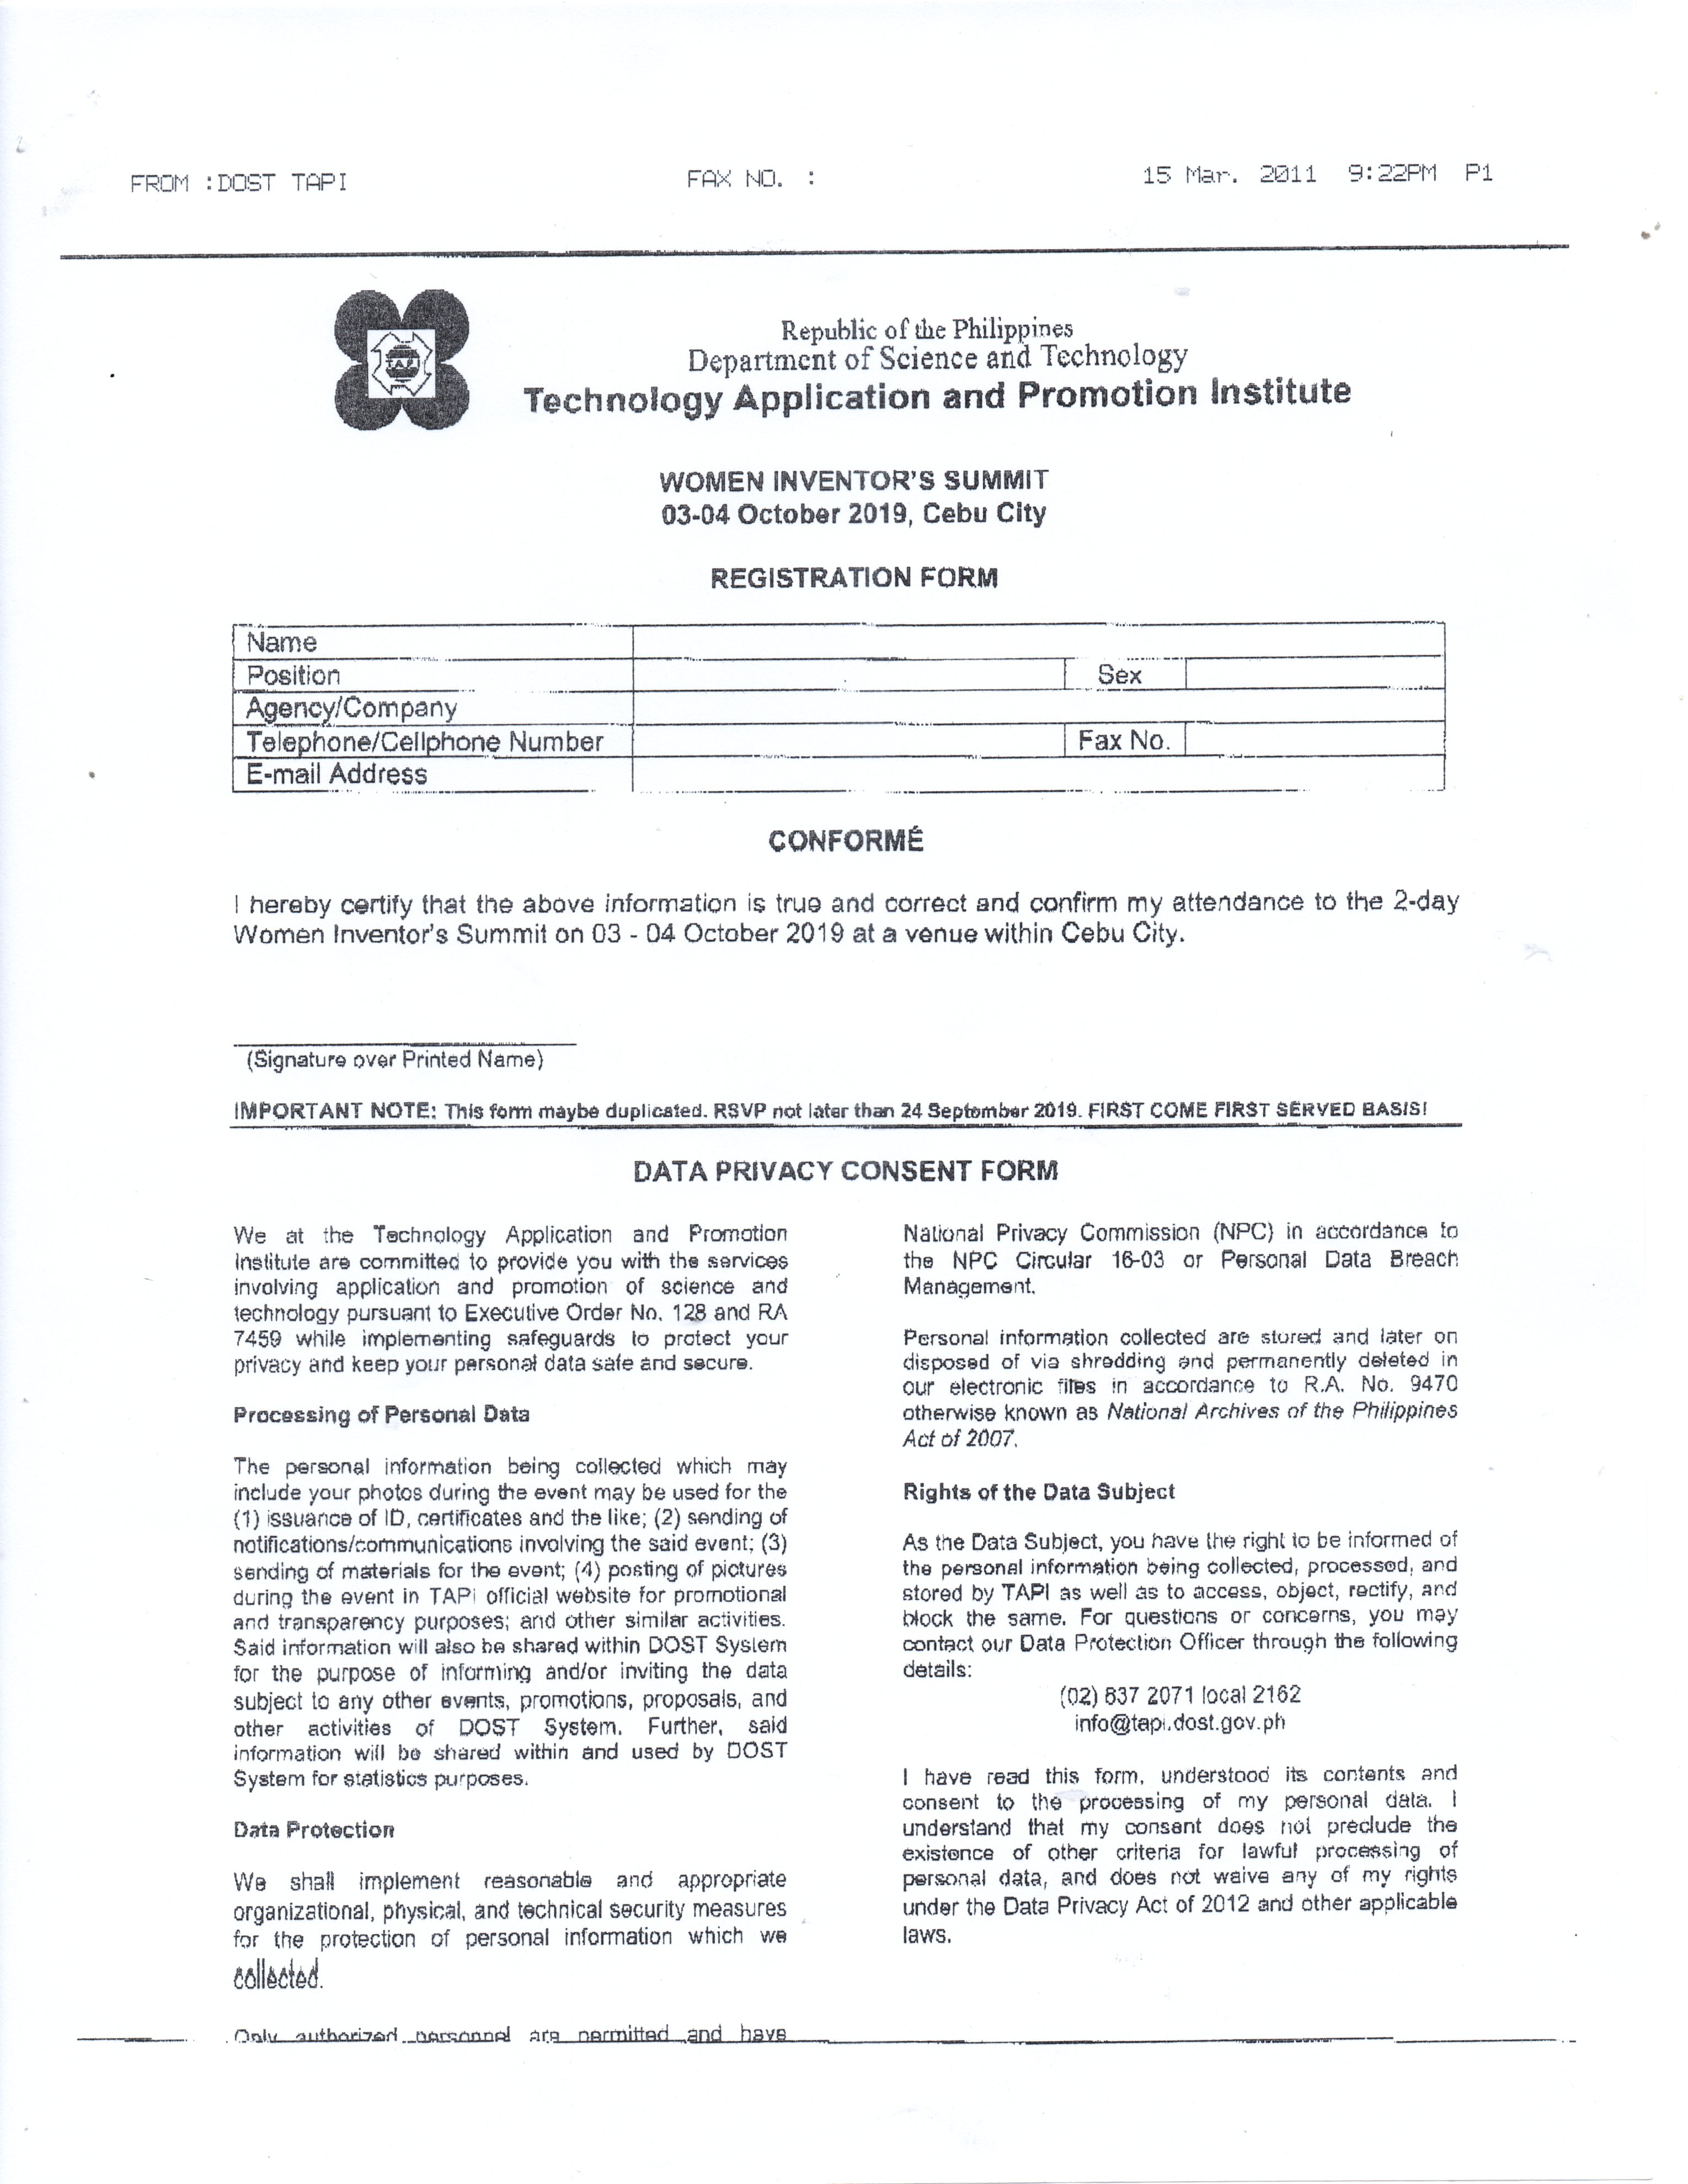 FROM :DOST TAPI FAX NO. : 15 Mar. 2011 9:22PM P1
TAPI
Republic of the Philippines
Department of Science and Technology
Technology Application and Promotion Institute
WOMEN INVENTOR'S SUMMIT
03-04 October 2019, Cebu City
REGISTRATION FORM
Name
Position Sex
Agency/Company
Telephone/Cellphone Number Fax No.
E-mail Address
CONFORMÉ
I hereby certify that the above information is true and correct and confirm my attendance to the 2-day
Women Inventor's Summit on 03 - 04 October 2019 at a venue within Cebu City.
(Signature over Printed Name)
IMPORTANT NOTE: This form maybe duplicated. RSVP not later than 24 September 2019. FIRST COME FIRST SERVED BASIS!
DATA PRIVACY CONSENT FORM
We at the Technology Application and Promotion
Institute are committed to provide you with the services
involving application and promotion of science and
technology pursuant to Executive Order No. 128 and RA
7459 while implementing safeguards to protect your
privacy and keep your personal data safe and secure.
Processing of Personal Data
The personal information being collected which may
include your photos during the event may be used for the
(1) issuance of ID, certificates and the like; (2) sending of
notifications/communications involving the said event; (3)
sending of materials for the event; (4) posting of pictures
during the event in TAPI official website for promotional
and transparency purposes; and other similar activities.
Said information will also be shared within DOST System
for the purpose of informing and/or inviting the data
subject to any other events, promotions, proposals, and
other activities of DOST System. Further, said
information will be shared within and used by DOST
System for statistics purposes.
Data Protection
We shall implement reasonable and appropriate
organizational, physical, and technical security measures
for the protection of personal information which we
collected.
Only authorized personnel are permitted and have
National Privacy Commission (NPC) in accordance to
the NPC Circular 16-03 or Personal Data Breach
Management.
Personal information collected are stored and later on
disposed of via shredding and permanently deleted in
our electronic files in accordance to R.A. No. 9470
otherwise known as National Archives of the Philippines
Act of 2007.
Rights of the Data Subject
As the Data Subject, you have the right to be informed of
the personal information being collected, processed, and
stored by TAPI as well as to access, object, rectify, and
block the same. For questions or concerns, you may
contact our Data Protection Officer through the following
details:
(02) 837 2071 local 2162
info@tapi.dost.gov.ph
I have read this form, understood its contents and
consent to the processing of my personal data. I
understand that my consent does not preclude the
existence of other criteria for lawful processing of
personal data, and does not waive any of my rights
under the Data Privacy Act of 2012 and other applicable
laws.